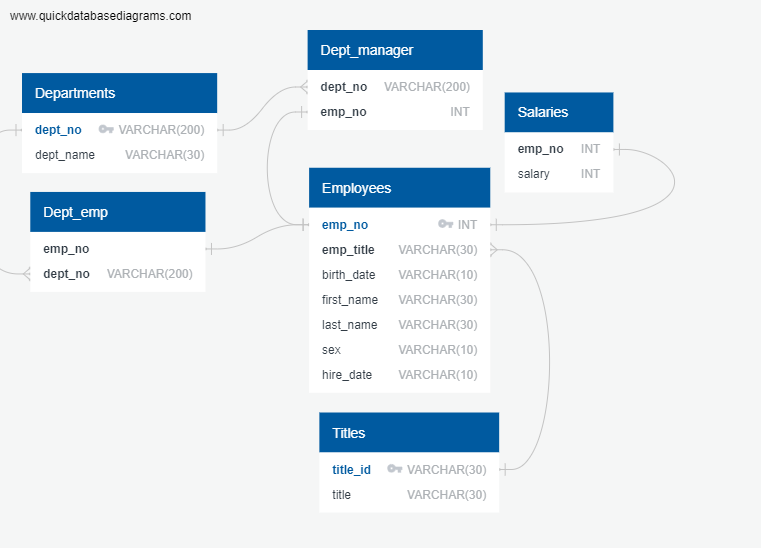 www.quickdatabasediagrams.com
Dept_manager
dept_no VARCHAR(200)
emp_no INT
Departments
dept_no VARCHAR(200)
dept_name VARCHAR(30)
Salaries
emp_no INT
salary INT
Dept_emp
emp_no
dept_no VARCHAR(200)
Employees
emp_no INT
emp_title VARCHAR(30)
birth_date VARCHAR(10)
first_name VARCHAR(30)
last_name VARCHAR(30)
sex VARCHAR(10)
hire_date VARCHAR(10)
Titles
title_id VARCHAR(30)
title VARCHAR(30)